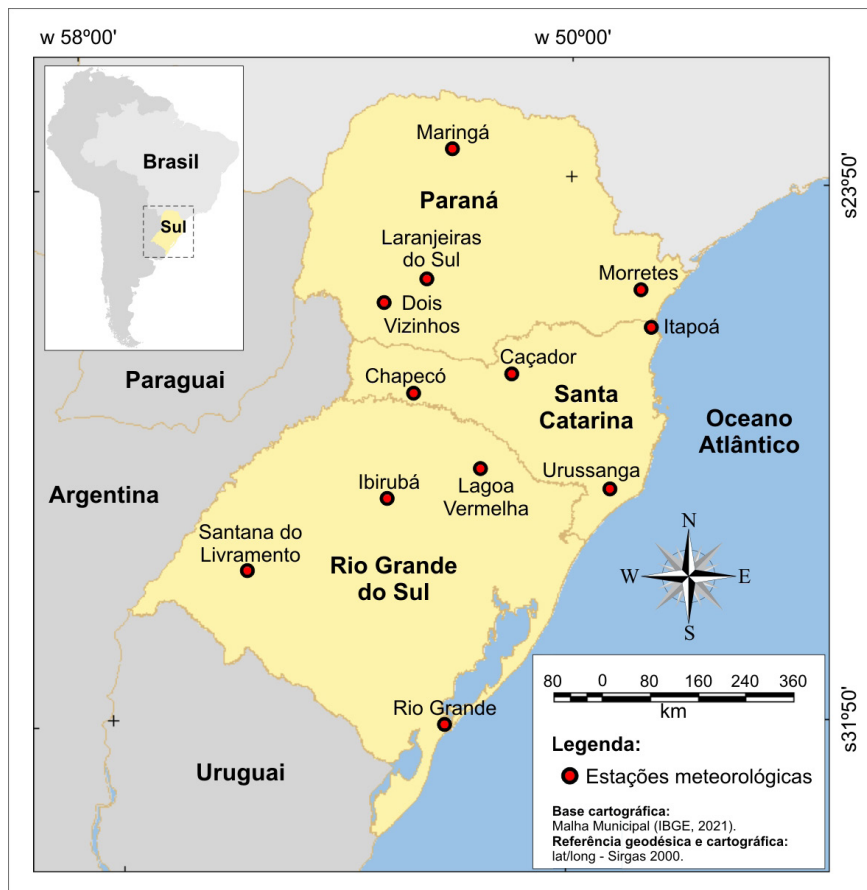 w 58º00'
w 50º00'
Brasil
Sul
Maringá
Paraná
s23º50'
Laranjeiras
do Sul
Morretes
Dois
Vizinhos
Itapoá
Paraguai
Caçador
Chapecó
Santa
Catarina
Oceano
Atlântico
Argentina
Ibirubá
Lagoa
Vermelha
Urussanga
Santana do
Livramento
Rio Grande
do Sul
N
W
E
S
Rio Grande
s31º50'
Uruguai
80 0 80 160 240 360
km
Legenda:
Estações meteorológicas
Base cartográfica:
Malha Municipal (IBGE, 2021).
Referência geodésica e cartográfica:
lat/long - Sirgas 2000.